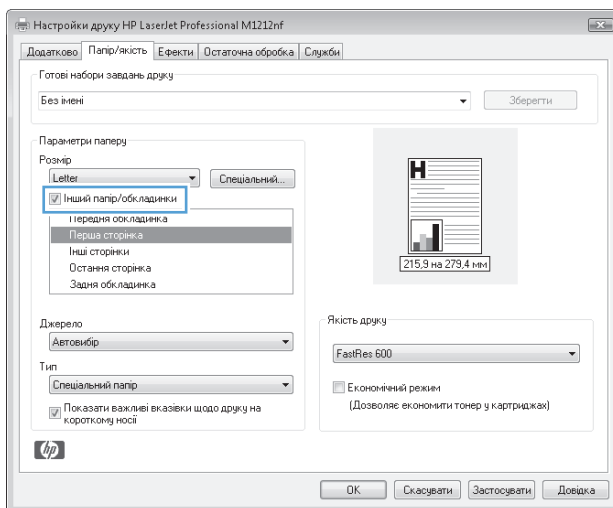 Настройки друку HP LaserJet Professional M1212nf
Додатково Папір/якість Ефекти Остаточна обробка Служби
Готові набори завдань друку
Без імені Зберегти
Параметри паперу
Розмір
Letter Спеціальний...
Інший папір/обкладинки
Передня обкладинка
Перша сторінка
Інші сторінки
Остання сторінка
Задня обкладинка
H
215,9 на 279,4 мм
Джерело
Автовибір
Тип
Спеціальний папір
Показати важливі вказівки щодо друку на
короткому носії
Якість друку
FastRes 600
Економічний режим
(Дозволяє економити тонер у картриджах)
hp
OK Скасувати Застосувати Довідка